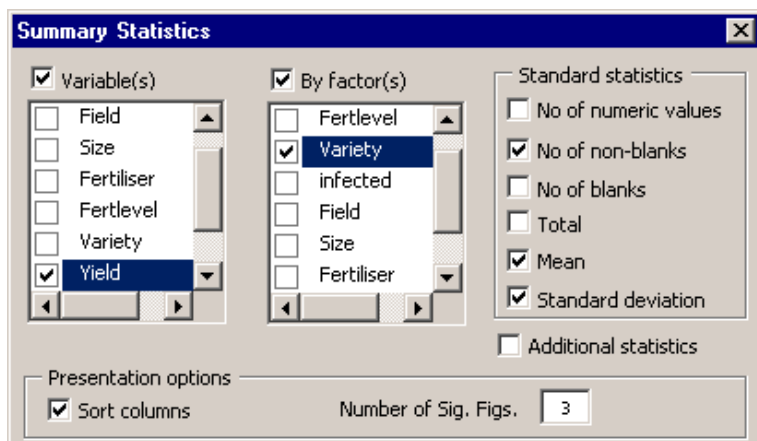 Summary Statistics
Variable(s)
Field
Size
Fertiliser
Fertlevel
Variety
Yield
By factor(s)
Fertlevel
Variety
infected
Field
Size
Fertiliser
Standard statistics
No of numeric values
No of non-blanks
No of blanks
Total
Mean
Standard deviation
Additional statistics
Presentation options
Sort columns
Number of Sig. Figs. 3